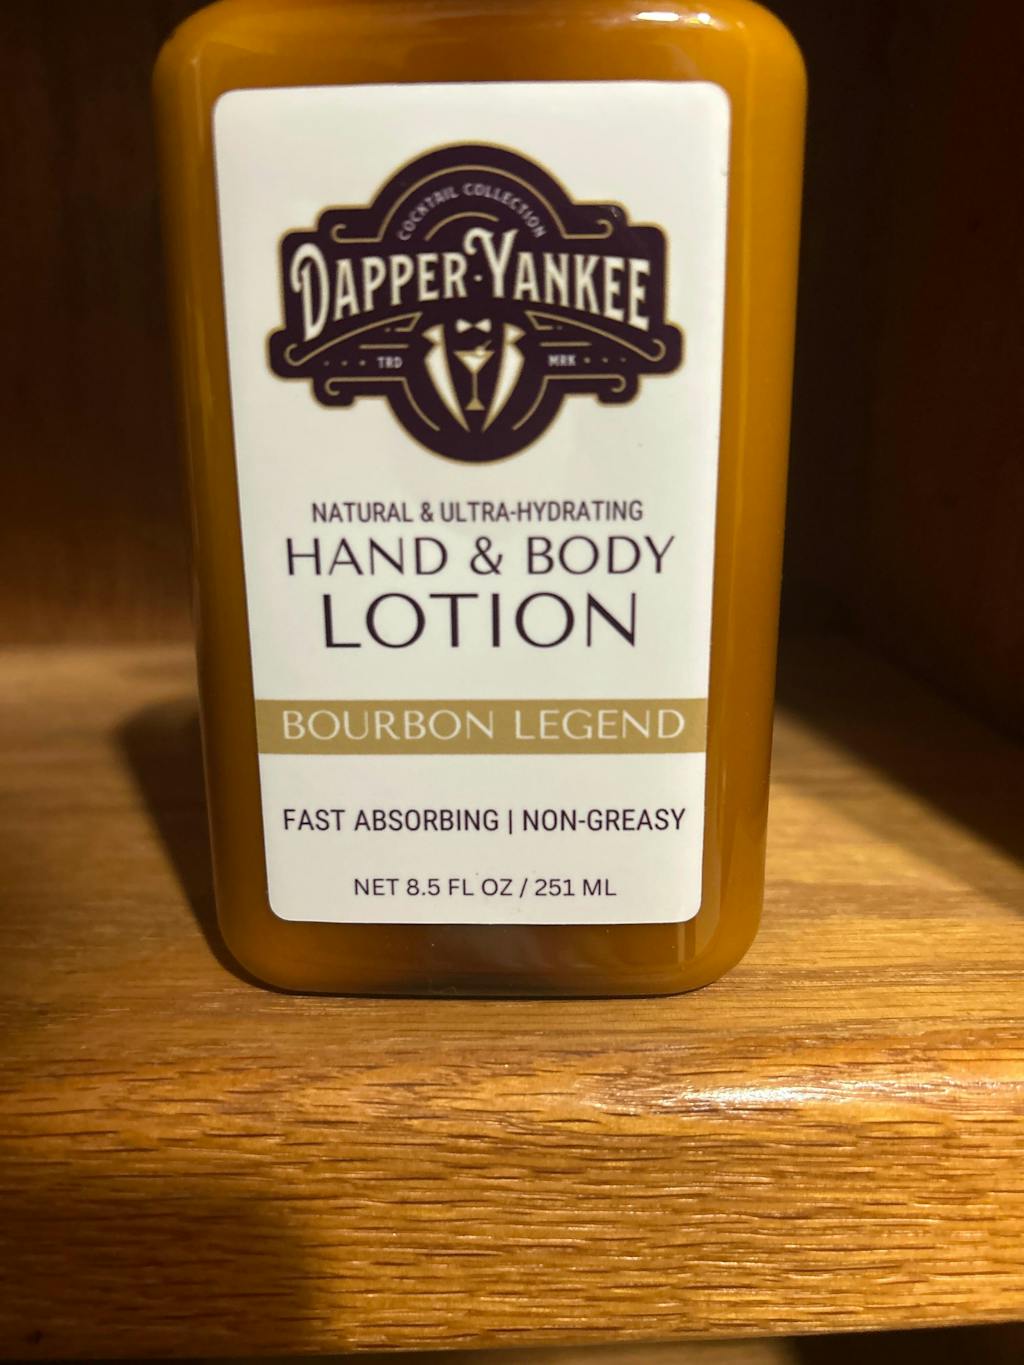 COCKTAIL COLLECTION
DAPPER·YANKEE
TRD MRK
NATURAL & ULTRA-HYDRATING
HAND & BODY
LOTION
BOURBON LEGEND
FAST ABSORBING | NON-GREASY
NET 8.5 FL OZ / 251 ML